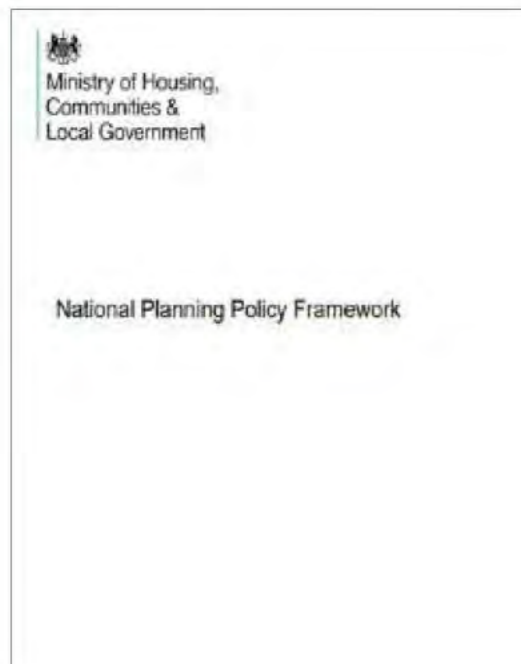 Ministry of Housing,
Communities &
Local Government
National Planning Policy Framework